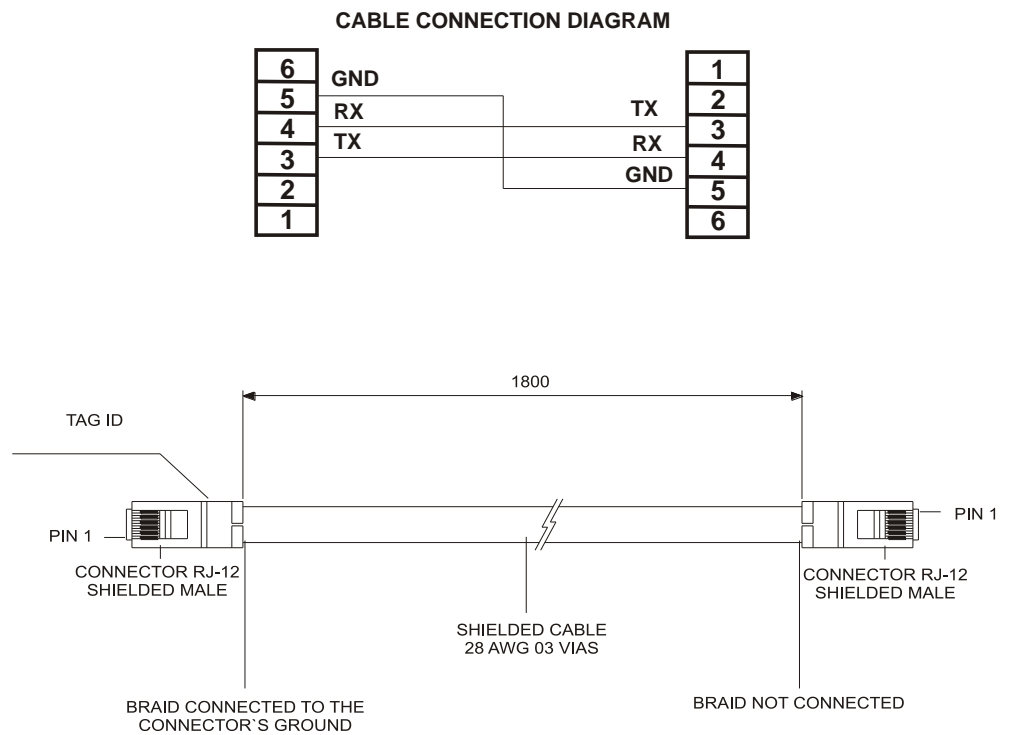 CABLE CONNECTION DIAGRAM
6
5
4
3
2
1
GND
RX
TX
TX
RX
GND
1
2
3
4
5
6
1800
TAG ID
PIN 1
PIN 1
CONNECTOR RJ-12
SHIELDED MALE
CONNECTOR RJ-12
SHIELDED MALE
SHIELDED CABLE
28 AWG 03 VIAS
BRAID CONNECTED TO THE
CONNECTOR`S GROUND
BRAID NOT CONNECTED